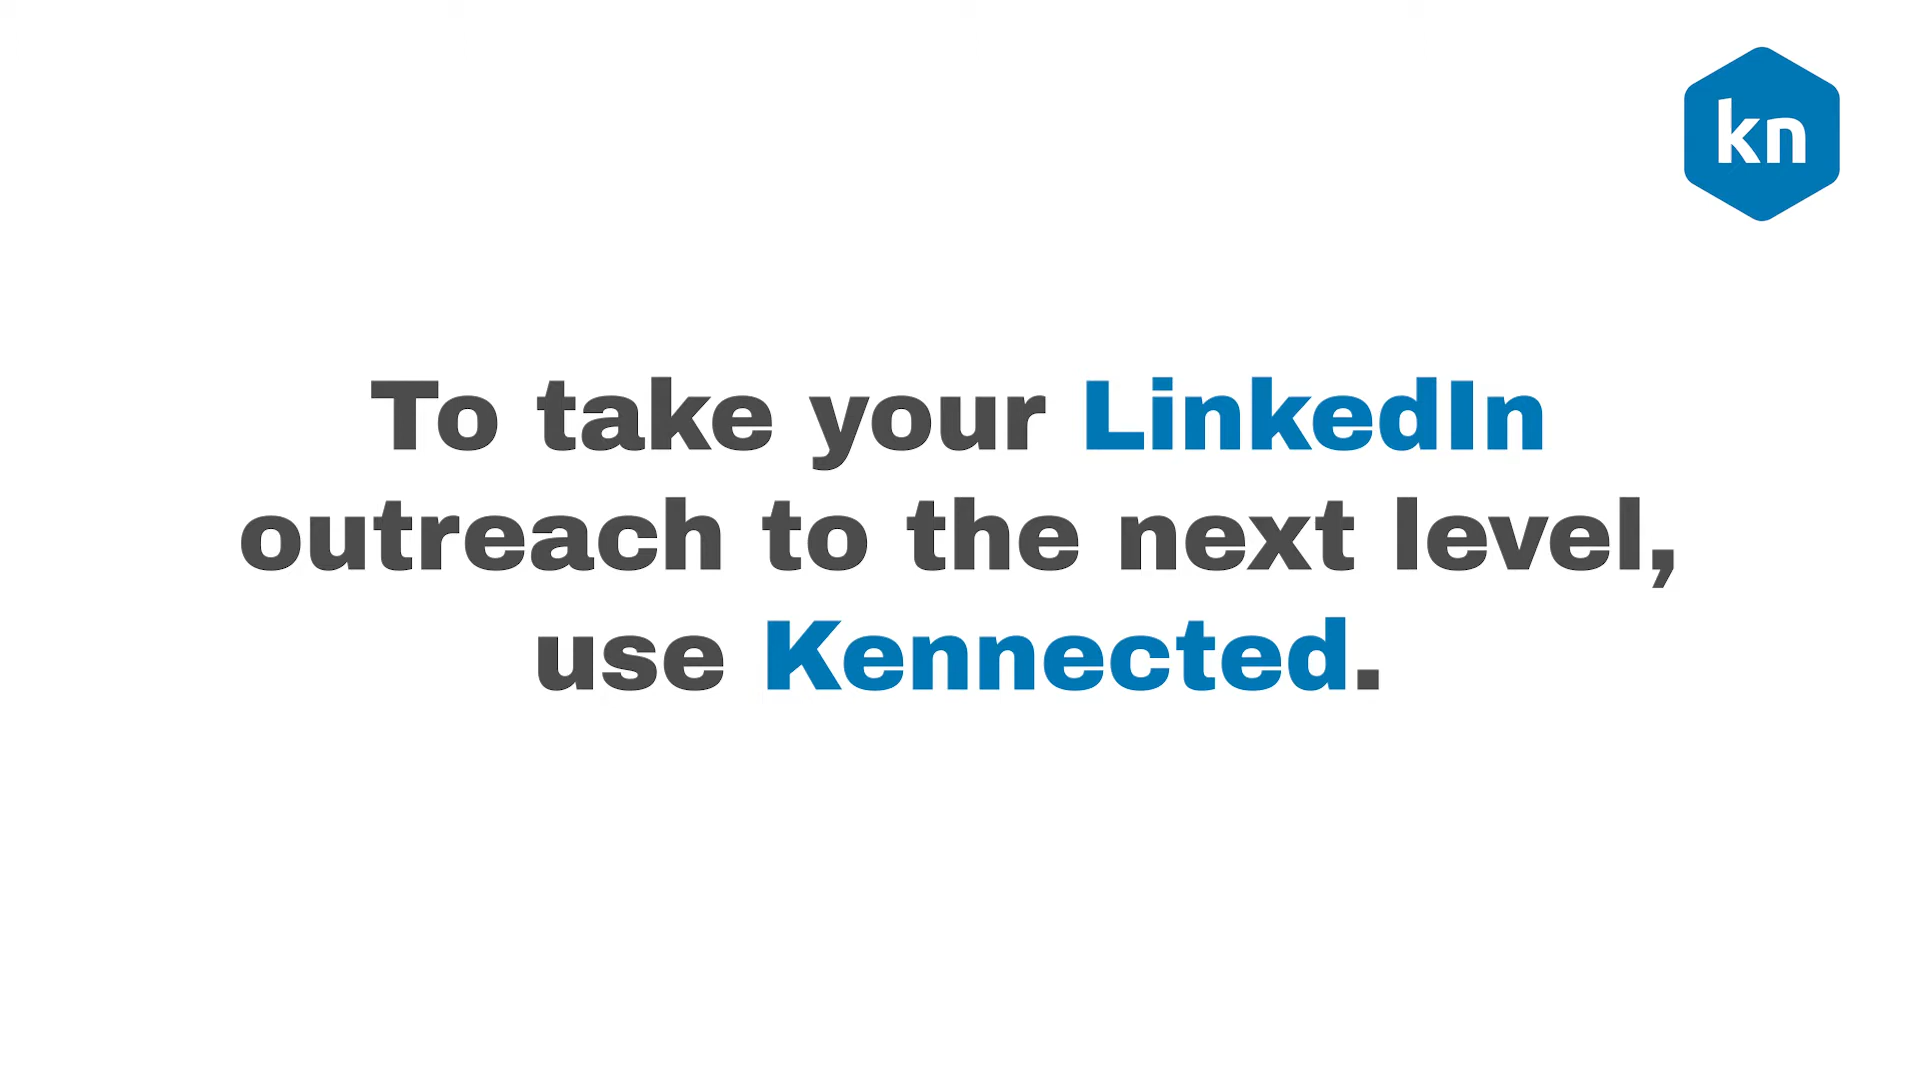 kn
To take your LinkedIn
outreach to the next level,
use Kennected.